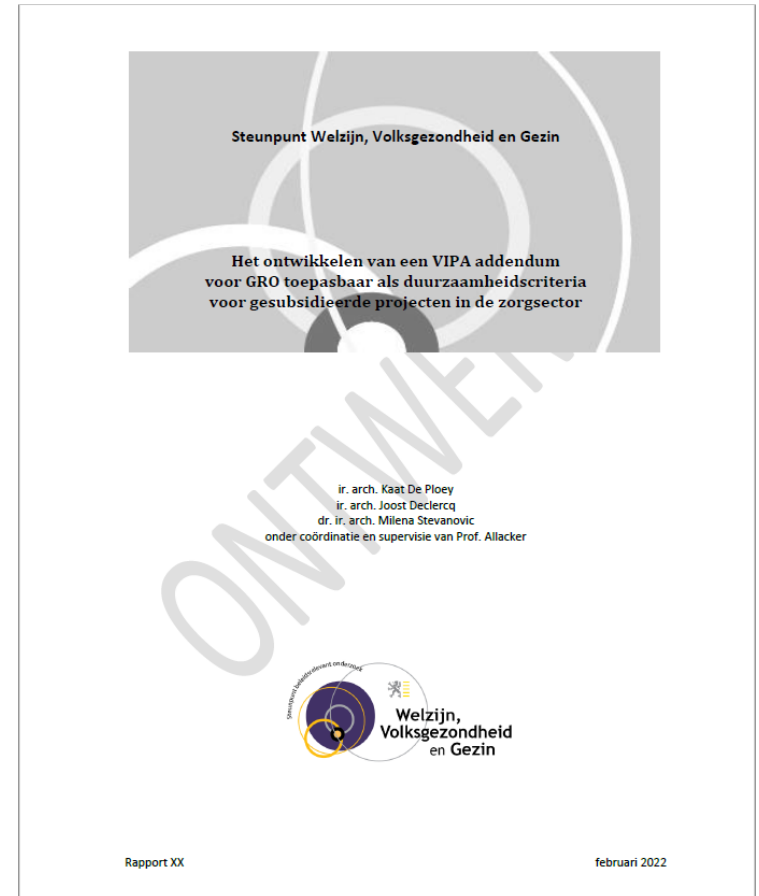 Steunpunt Welzijn, Volksgezondheid en Gezin
Het ontwikkelen van een VIPA addendum
voor GRO toepasbaar als duurzaamheidscriteria
voor gesubsidieerde projecten in de zorgsector
ONTWER
ir. arch. Kaat De Ploey
ir. arch. Joost Declercq
dr. ir. arch. Milena Stevanovic
onder coördinatie en supervisie van Prof. Allacker
Steunpunt beleidsrelevant onderzoek
Welzijn,
Volksgezondheid
en Gezin
Rapport XX
februari 2022